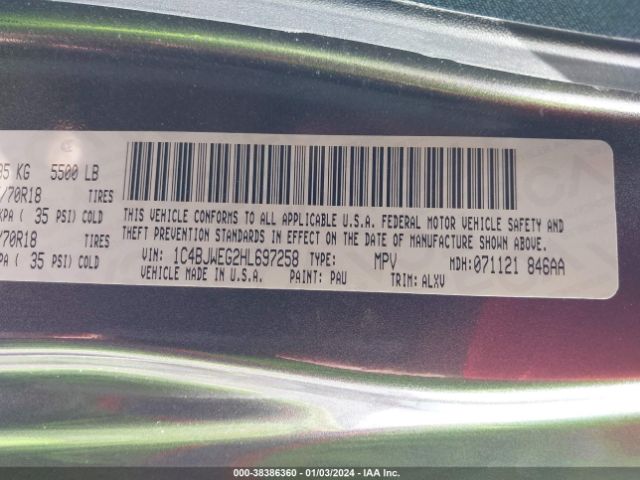 95 KG 5500 LB
/70R18 TIRES
KPA ( 35 PSI) COLD
/70R18 TIRES
KPA ( 35 PSI) COLD
THIS VEHICLE CONFORMS TO ALL APPLICABLE U.S.A. FEDERAL MOTOR VEHICLE SAFETY AND
THEFT PREVENTION STANDARDS IN EFFECT ON THE DATE OF MANUFACTURE SHOWN ABOVE.
VIN: 1C4BJWEG2HL697258 TYPE: MPV MDH: 071121 846AA
VEHICLE MADE IN U.S.A. PAINT: PAU TRIM: ALXV
000-38386360 - 01/03/2024 - IAA Inc.